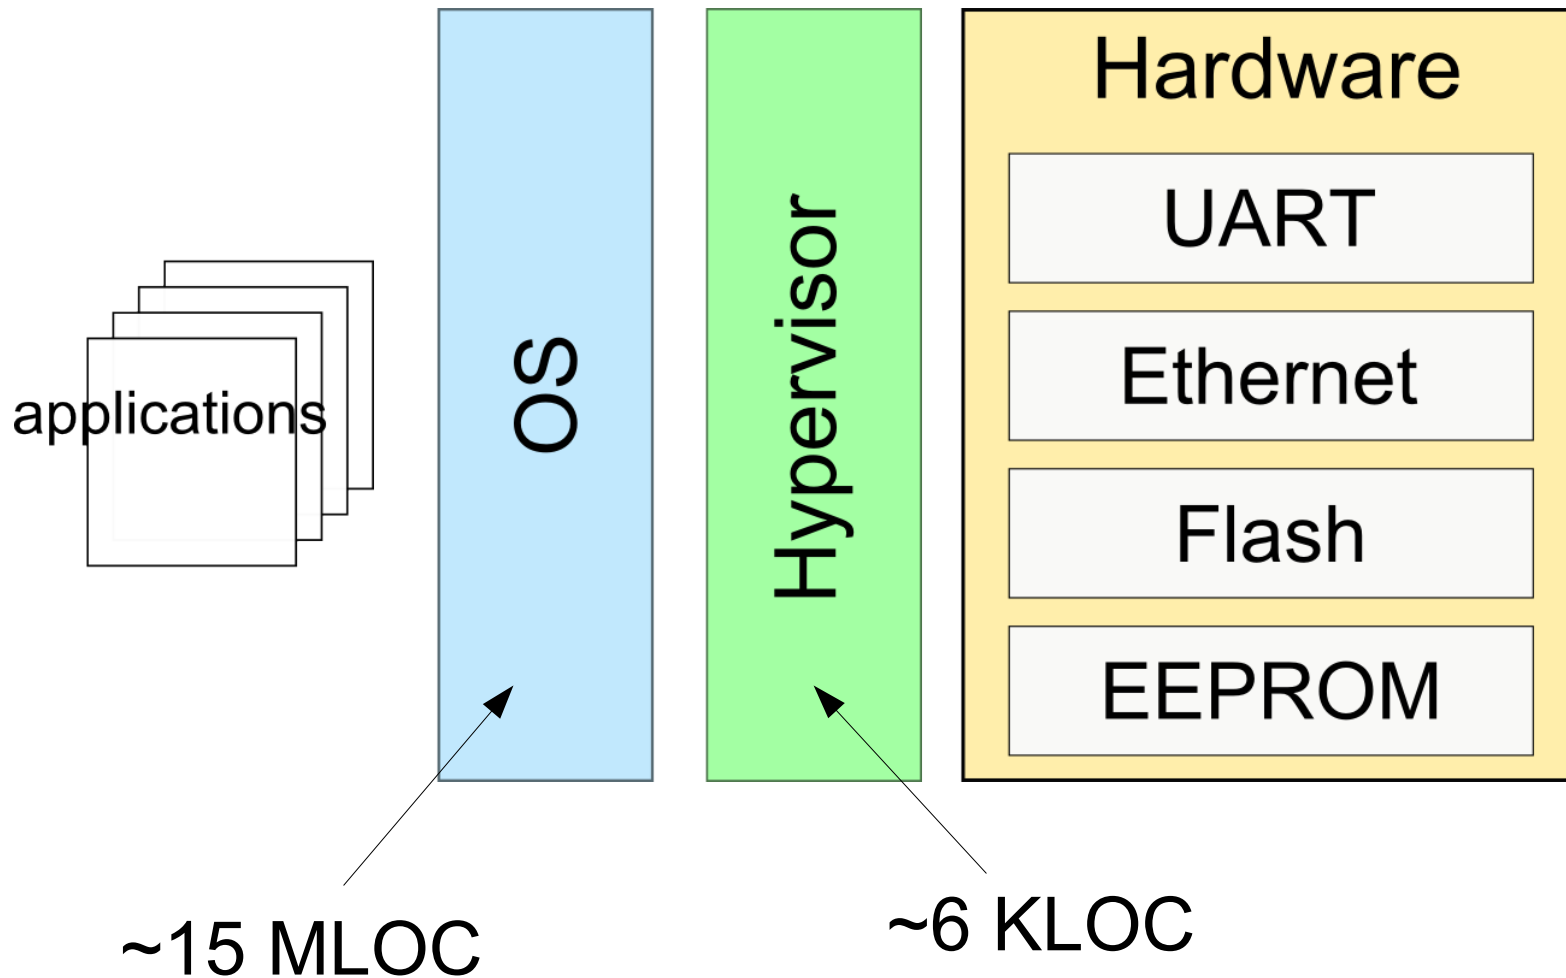 applications
OS
Hypervisor
Hardware
UART
Ethernet
Flash
EEPROM
~15 MLOC
~6 KLOC